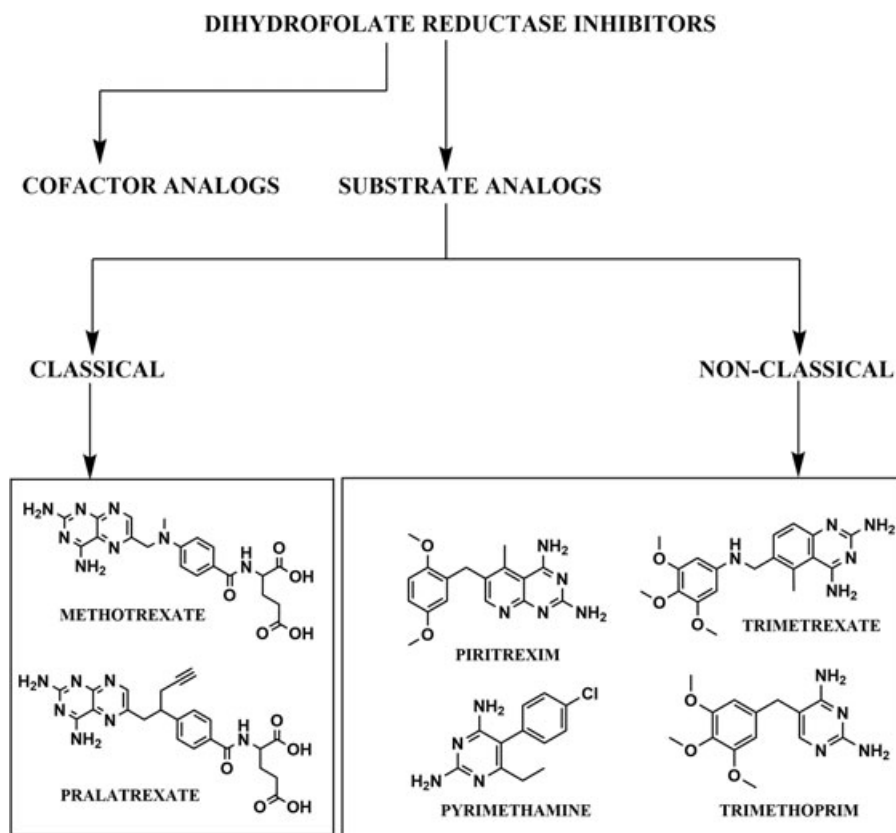 DIHYDROFOLATE REDUCTASE INHIBITORS
COFACTOR ANALOGS
SUBSTRATE ANALOGS
CLASSICAL
NON-CLASSICAL
H₂N N N
N N N
NH₂
N H O
O OH
O OH
METHOTREXATE
H₂N N N
N N
NH₂
N H O
O OH
O OH
PRALATREXATE
O NH₂
N
O N N NH₂
PIRITREXIM
O H N N NH₂
O N
O NH₂
TRIMETREXATE
NH₂ Cl
N
H₂N N
PYRIMETHAMINE
O NH₂
O N
O N NH₂
TRIMETHOPRIM